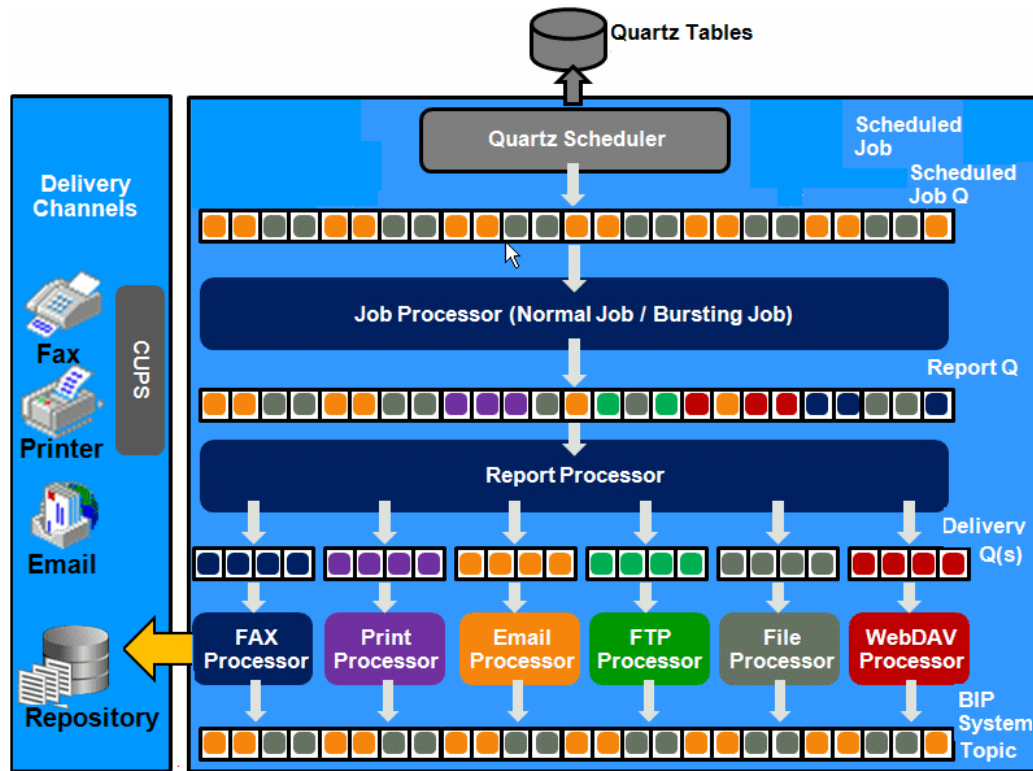 Quartz Tables
Quartz Scheduler
Scheduled
Job
Scheduled
Job Q
Delivery
Channels
Fax
CUPS
Printer
Email
Repository
Job Processor (Normal Job / Bursting Job)
Report Q
Report Processor
Delivery
Q(s)
FAX
Processor
Print
Processor
Email
Processor
FTP
Processor
File
Processor
WebDAV
Processor
BIP
System
Topic